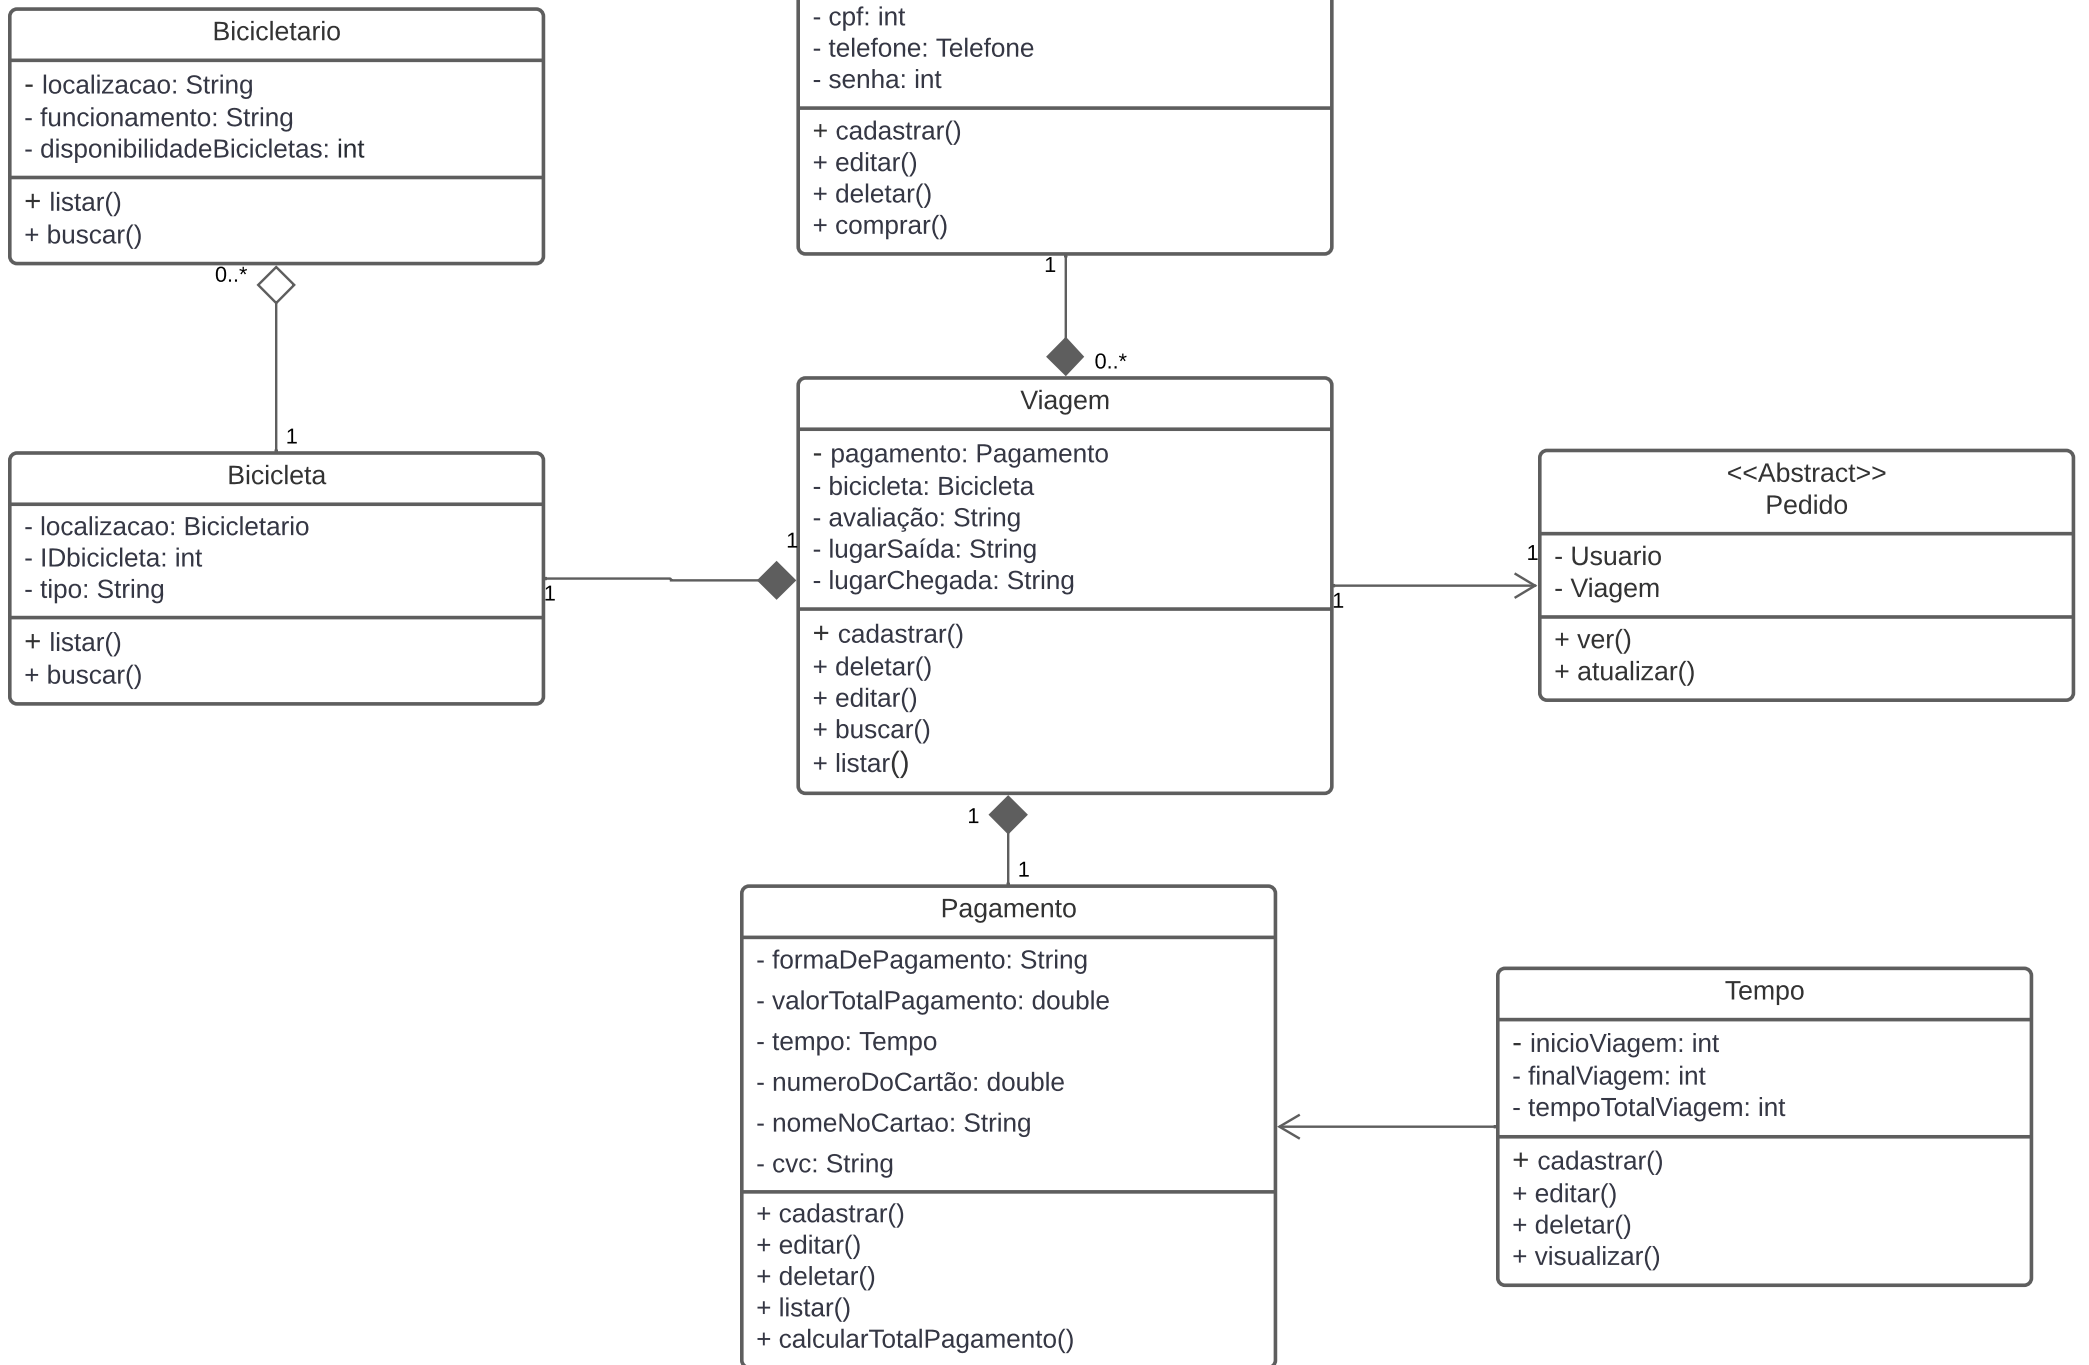 Bicicletario
- localizacao: String
- funcionamento: String
- disponibilidadeBicicletas: int
+ listar()
+ buscar()
0..*
1
- cpf: int
- telefone: Telefone
- senha: int
+ cadastrar()
+ editar()
+ deletar()
+ comprar()
1
0..*
Bicicleta
- localizacao: Bicicletario
- IDbicicleta: int
- tipo: String
+ listar()
+ buscar()
1
1
Viagem
- pagamento: Pagamento
- bicicleta: Bicicleta
- avaliação: String
- lugarSaída: String
- lugarChegada: String
+ cadastrar()
+ deletar()
+ editar()
+ buscar()
+ listar()
1
1
<<Abstract>>
Pedido
- Usuario
- Viagem
+ ver()
+ atualizar()
1
1
Pagamento
- formaDePagamento: String
- valorTotalPagamento: double
- tempo: Tempo
- numeroDoCartão: double
- nomeNoCartao: String
- cvc: String
+ cadastrar()
+ editar()
+ deletar()
+ listar()
+ calcularTotalPagamento()
Tempo
- inicioViagem: int
- finalViagem: int
- tempoTotalViagem: int
+ cadastrar()
+ editar()
+ deletar()
+ visualizar()